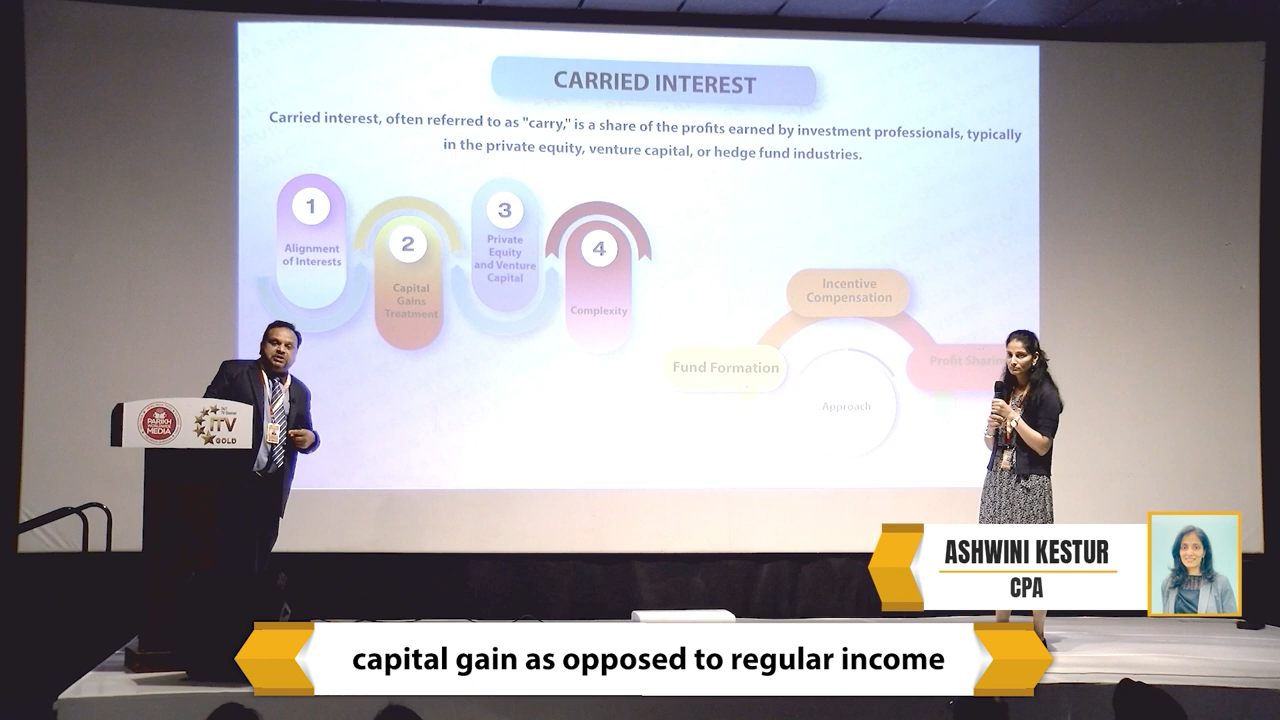 CARRIED INTEREST
Carried interest, often referred to as "carry," is a share of the profits earned by investment professionals, typically
in the private equity, venture capital, or hedge fund industries.
1
Alignment
of Interests
2
Capital
Gains
Treatment
3
Private
Equity
and Venture
Capital
4
Complexity
Incentive
Compensation
Fund Formation
Profit Sharin
Approach
PARIKH
WORLDWIDE
MEDIA
ITV
GOLD
ASHWINI KESTUR
CPA
capital gain as opposed to regular income